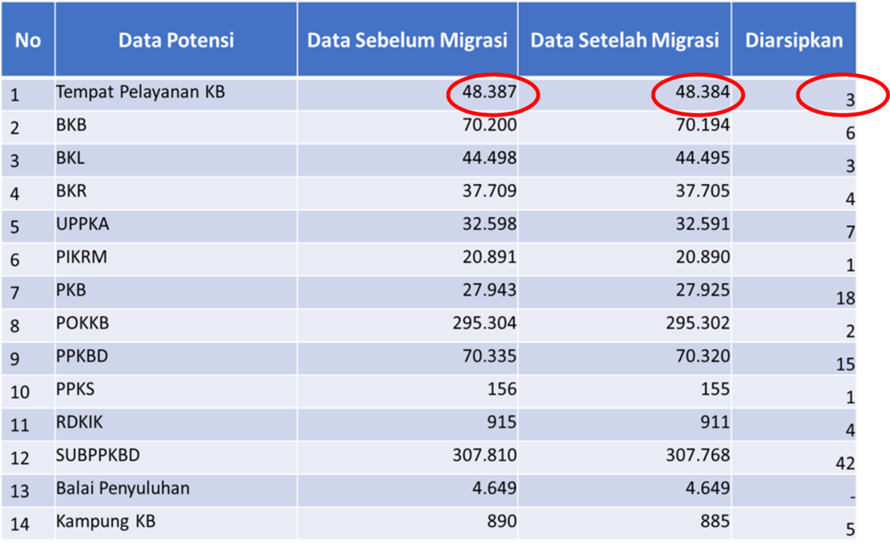 No Data Potensi Data Sebelum Migrasi Data Setelah Migrasi Diarsipkan
1 Tempat Pelayanan KB 48.387 48.384 3
2 BKB 70.200 70.194 6
3 BKL 44.498 44.495 3
4 BKR 37.709 37.705 4
5 UPPKA 32.598 32.591 7
6 PIKRM 20.891 20.890 1
7 PKB 27.943 27.925 18
8 POKKB 295.304 295.302 2
9 PPKBD 70.335 70.320 15
10 PPKS 156 155 1
11 RDKIK 915 911 4
12 SUBPPKBD 307.810 307.768 42
13 Balai Penyuluhan 4.649 4.649 -
14 Kampung KB 890 885 5